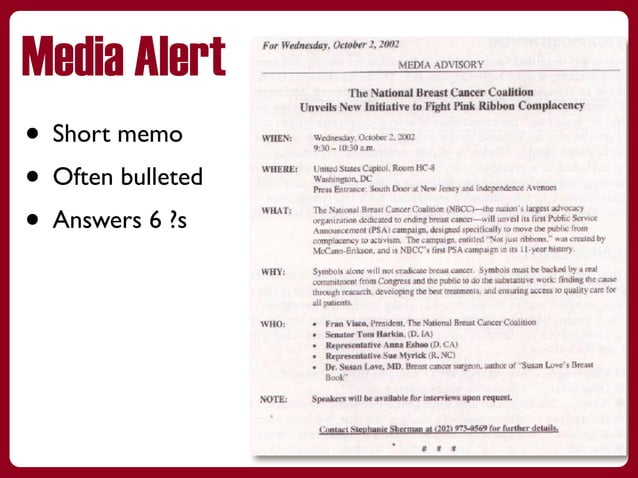 Media Alert
• Short memo
• Often bulleted
• Answers 6 ?s
For Wednesday, October 2, 2002
MEDIA ADVISORY
The National Breast Cancer Coalition
Unveils New Initiative to Fight Pink Ribbon Complacency
WHEN: Wednesday, October 2, 2002
9:30 – 10:30 a.m.
WHERE: United States Capitol, Room HC-8
Washington, DC
Press Entrance: South Door at New Jersey and Independence Avenues
WHAT: The National Breast Cancer Coalition (NBCC)—the nation's largest advocacy
organization dedicated to ending breast cancer—will unveil its first Public Service
Announcement (PSA) campaign, designed specifically to move the public from
complacency to activism. The campaign, entitled "Not just ribbons," was created by
McCann-Erikson, and is NBCC's first PSA campaign in its 11-year history.
WHY: Symbols alone will not eradicate breast cancer. Symbols must be backed by a real
commitment from Congress and the public to do the substantive work: finding the cause
through research, developing the best treatments, and ensuring access to quality care for
all patients.
WHO: • Fran Visco, President, The National Breast Cancer Coalition
• Senator Tom Harkin, (D. IA)
• Representative Anna Eshoo (D. CA)
• Representative Sue Myrick (R. NC)
• Dr. Susan Love, MD, Breast cancer surgeon, author of "Susan Love's Breast
Book"
NOTE: Speakers will be available for interviews upon request.
Contact Stephanie Sherman at (202) 973-0569 for further details.
# # #